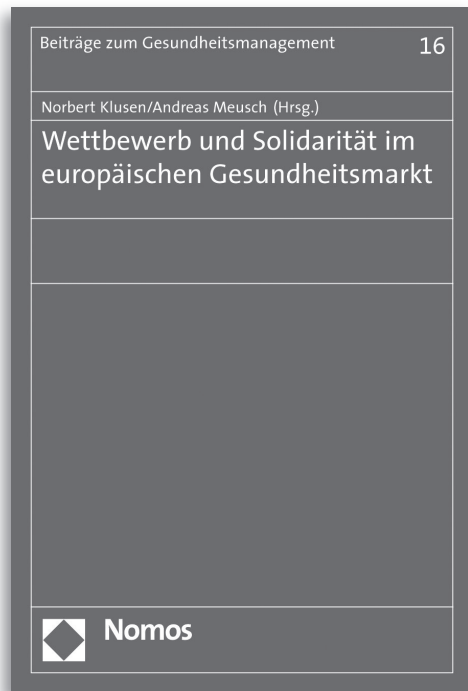 Beiträge zum Gesundheitsmanagement 16
Norbert Klusen/Andreas Meusch (Hrsg.)
Wettbewerb und Solidarität im
europäischen Gesundheitsmarkt
Nomos